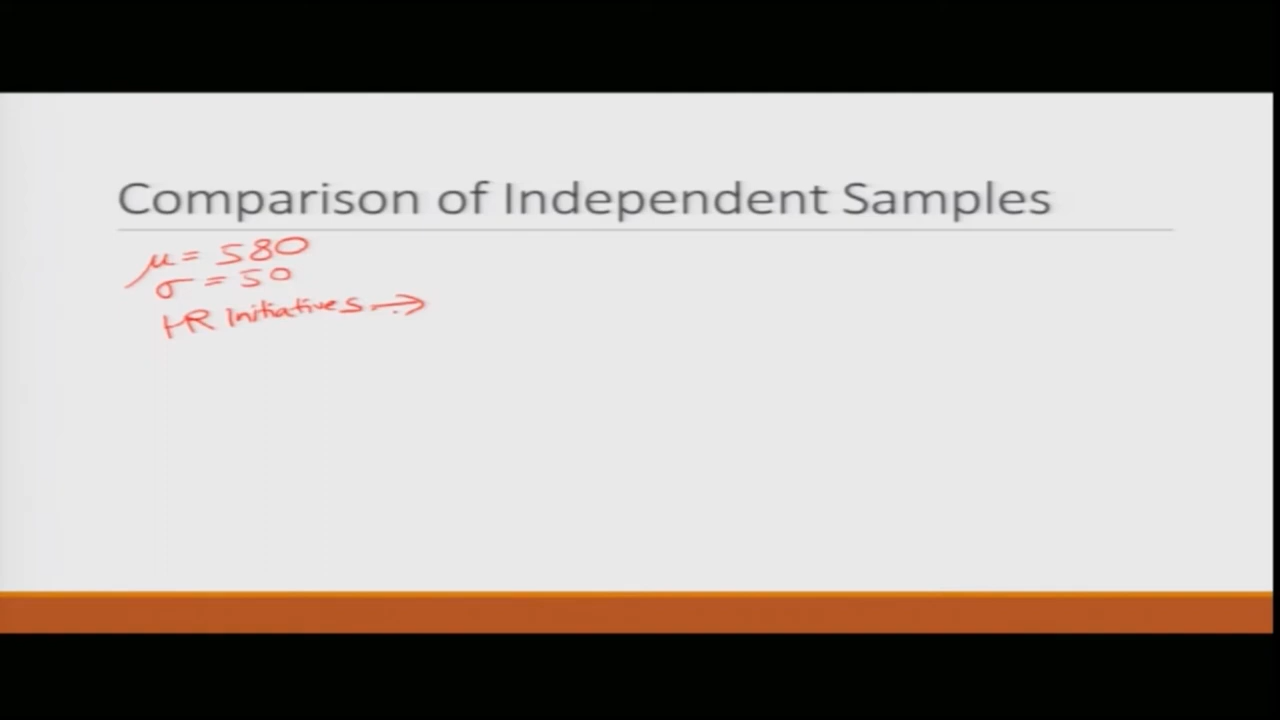 Comparison of Independent Samples
μ = 580
σ = 50
HR Initiatives →